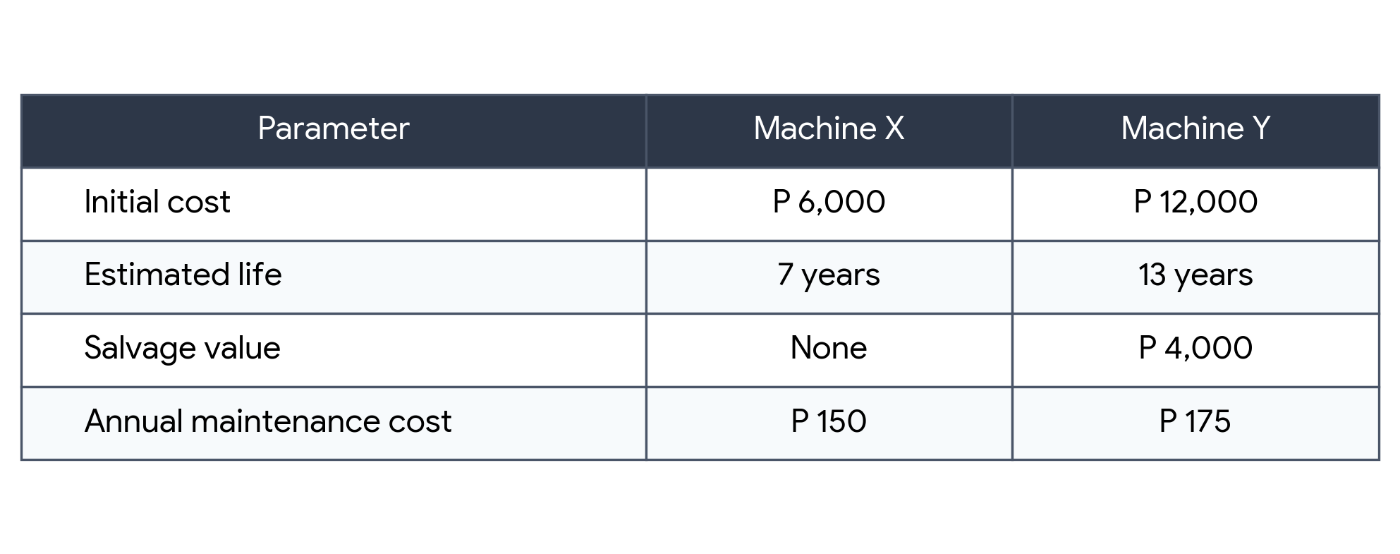 Parameter Machine X Machine Y
Initial cost P 6,000 P 12,000
Estimated life 7 years 13 years
Salvage value None P 4,000
Annual maintenance cost P 150 P 175